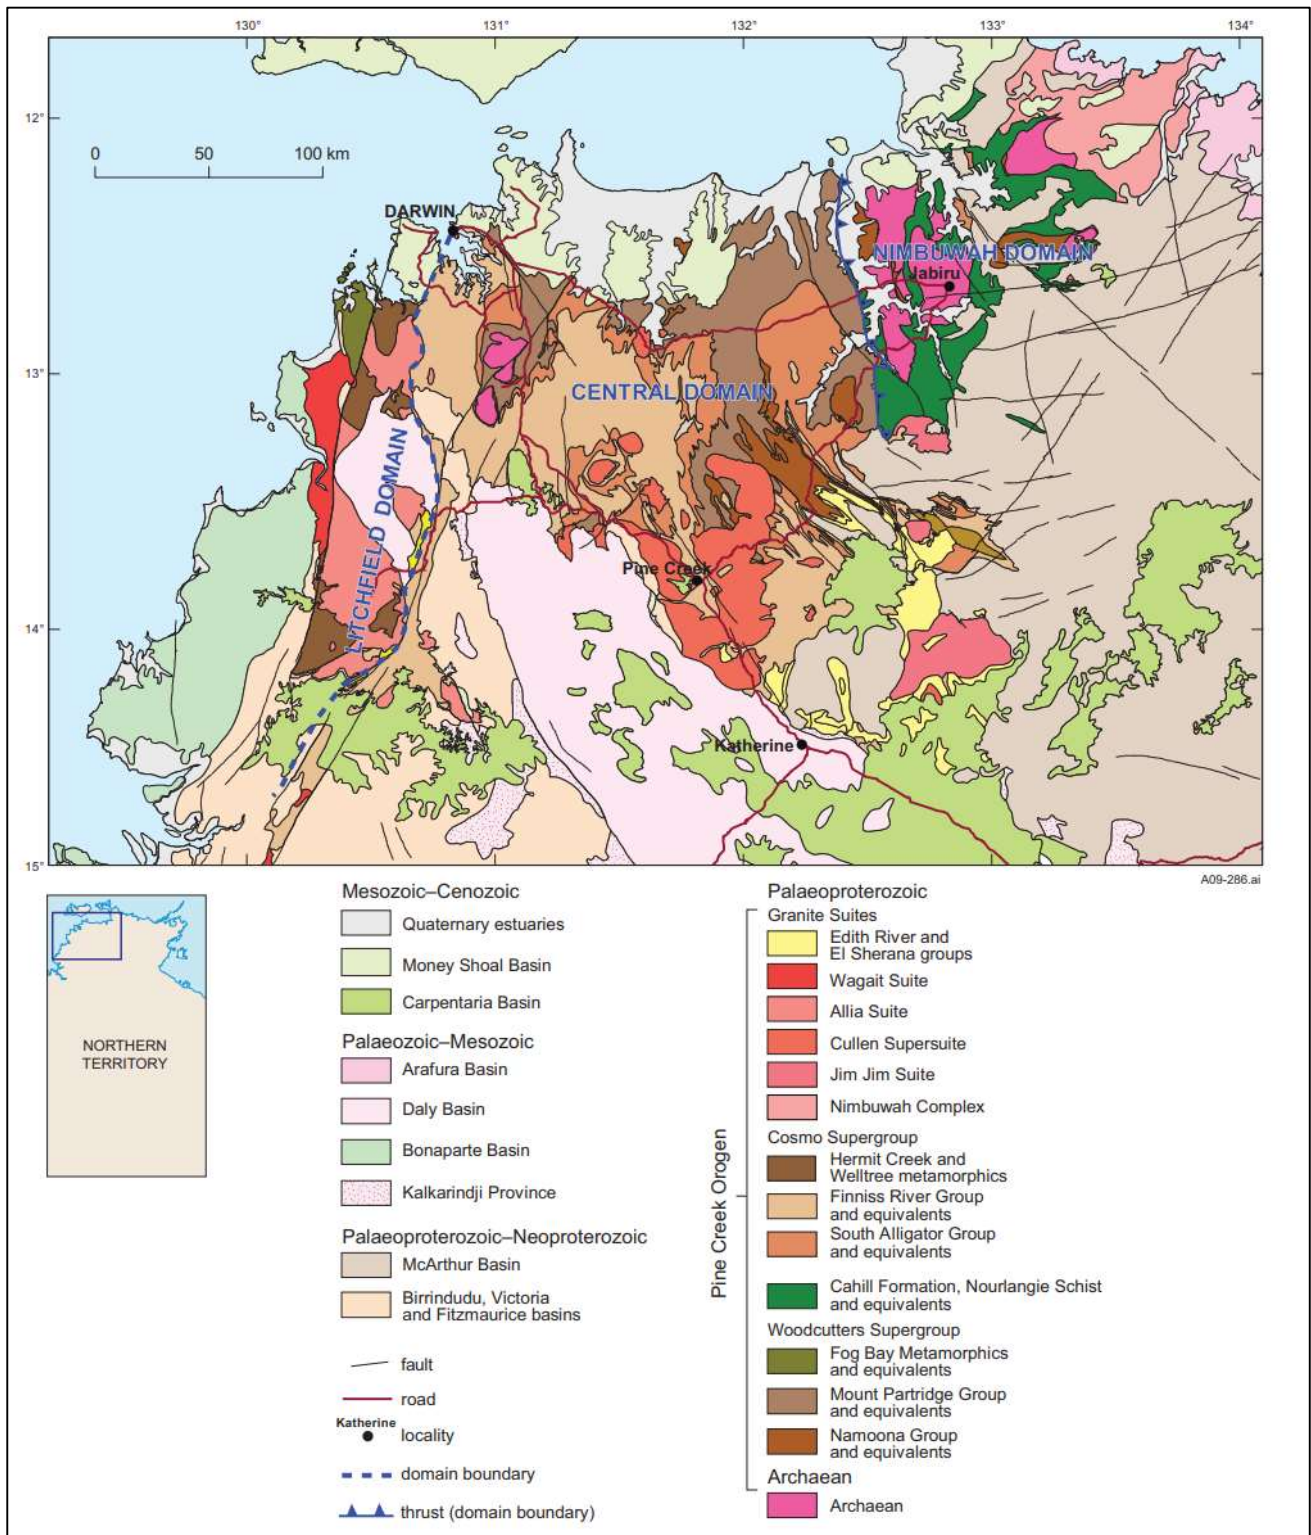 130°
131°
132°
133°
134°
12°
0 50 100 km
DARWIN
NIMBUWAH DOMAIN
Jabiru
13°
CENTRAL DOMAIN
LITCHFIELD DOMAIN
Pine Creek
14°
Katherine
15°
A09-286.ai
NORTHERN
TERRITORY
Mesozoic–Cenozoic
Quaternary estuaries
Money Shoal Basin
Carpentaria Basin
Palaeozoic–Mesozoic
Arafura Basin
Daly Basin
Bonaparte Basin
Kalkarindji Province
Palaeoproterozoic–Neoproterozoic
McArthur Basin
Birrindudu, Victoria
and Fitzmaurice basins
fault
road
Katherine
locality
domain boundary
thrust (domain boundary)
Pine Creek Orogen
Palaeoproterozoic
Granite Suites
Edith River and
El Sherana groups
Wagait Suite
Allia Suite
Cullen Supersuite
Jim Jim Suite
Nimbuwah Complex
Cosmo Supergroup
Hermit Creek and
Welltree metamorphics
Finniss River Group
and equivalents
South Alligator Group
and equivalents
Cahill Formation, Nourlangie Schist
and equivalents
Woodcutters Supergroup
Fog Bay Metamorphics
and equivalents
Mount Partridge Group
and equivalents
Namoona Group
and equivalents
Archaean
Archaean